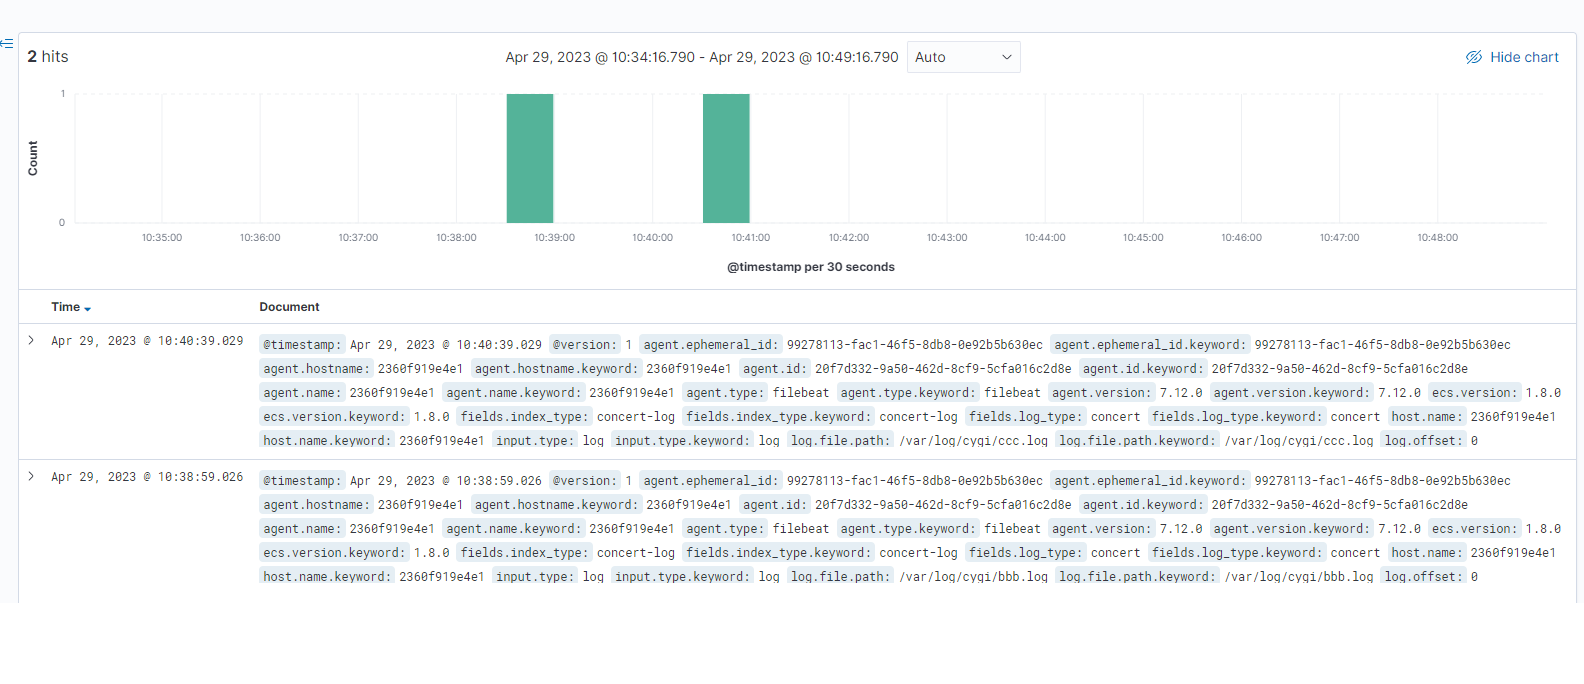 2 hits
Apr 29, 2023 @ 10:34:16.790 - Apr 29, 2023 @ 10:49:16.790
Auto
Hide chart
1
Count
0
10:35:00 10:36:00 10:37:00 10:38:00 10:39:00 10:40:00 10:41:00 10:42:00 10:43:00 10:44:00 10:45:00 10:46:00 10:47:00 10:48:00
@timestamp per 30 seconds
Time Document
Apr 29, 2023 @ 10:40:39.029
@timestamp: Apr 29, 2023 @ 10:40:39.029 @version: 1 agent.ephemeral_id: 99278113-fac1-46f5-8db8-0e92b5b630ec agent.ephemeral_id.keyword: 99278113-fac1-46f5-8db8-0e92b5b630ec
agent.hostname: 2360f919e4e1 agent.hostname.keyword: 2360f919e4e1 agent.id: 20f7d332-9a50-462d-8cf9-5cfa016c2d8e agent.id.keyword: 20f7d332-9a50-462d-8cf9-5cfa016c2d8e
agent.name: 2360f919e4e1 agent.name.keyword: 2360f919e4e1 agent.type: filebeat agent.type.keyword: filebeat agent.version: 7.12.0 agent.version.keyword: 7.12.0 ecs.version: 1.8.0
ecs.version.keyword: 1.8.0 fields.index_type: concert-log fields.index_type.keyword: concert-log fields.log_type: concert fields.log_type.keyword: concert host.name: 2360f919e4e1
host.name.keyword: 2360f919e4e1 input.type: log input.type.keyword: log log.file.path: /var/log/cygi/ccc.log log.file.path.keyword: /var/log/cygi/ccc.log log.offset: 0
Apr 29, 2023 @ 10:38:59.026
@timestamp: Apr 29, 2023 @ 10:38:59.026 @version: 1 agent.ephemeral_id: 99278113-fac1-46f5-8db8-0e92b5b630ec agent.ephemeral_id.keyword: 99278113-fac1-46f5-8db8-0e92b5b630ec
agent.hostname: 2360f919e4e1 agent.hostname.keyword: 2360f919e4e1 agent.id: 20f7d332-9a50-462d-8cf9-5cfa016c2d8e agent.id.keyword: 20f7d332-9a50-462d-8cf9-5cfa016c2d8e
agent.name: 2360f919e4e1 agent.name.keyword: 2360f919e4e1 agent.type: filebeat agent.type.keyword: filebeat agent.version: 7.12.0 agent.version.keyword: 7.12.0 ecs.version: 1.8.0
ecs.version.keyword: 1.8.0 fields.index_type: concert-log fields.index_type.keyword: concert-log fields.log_type: concert fields.log_type.keyword: concert host.name: 2360f919e4e1
host.name.keyword: 2360f919e4e1 input.type: log input.type.keyword: log log.file.path: /var/log/cygi/bbb.log log.file.path.keyword: /var/log/cygi/bbb.log log.offset: 0